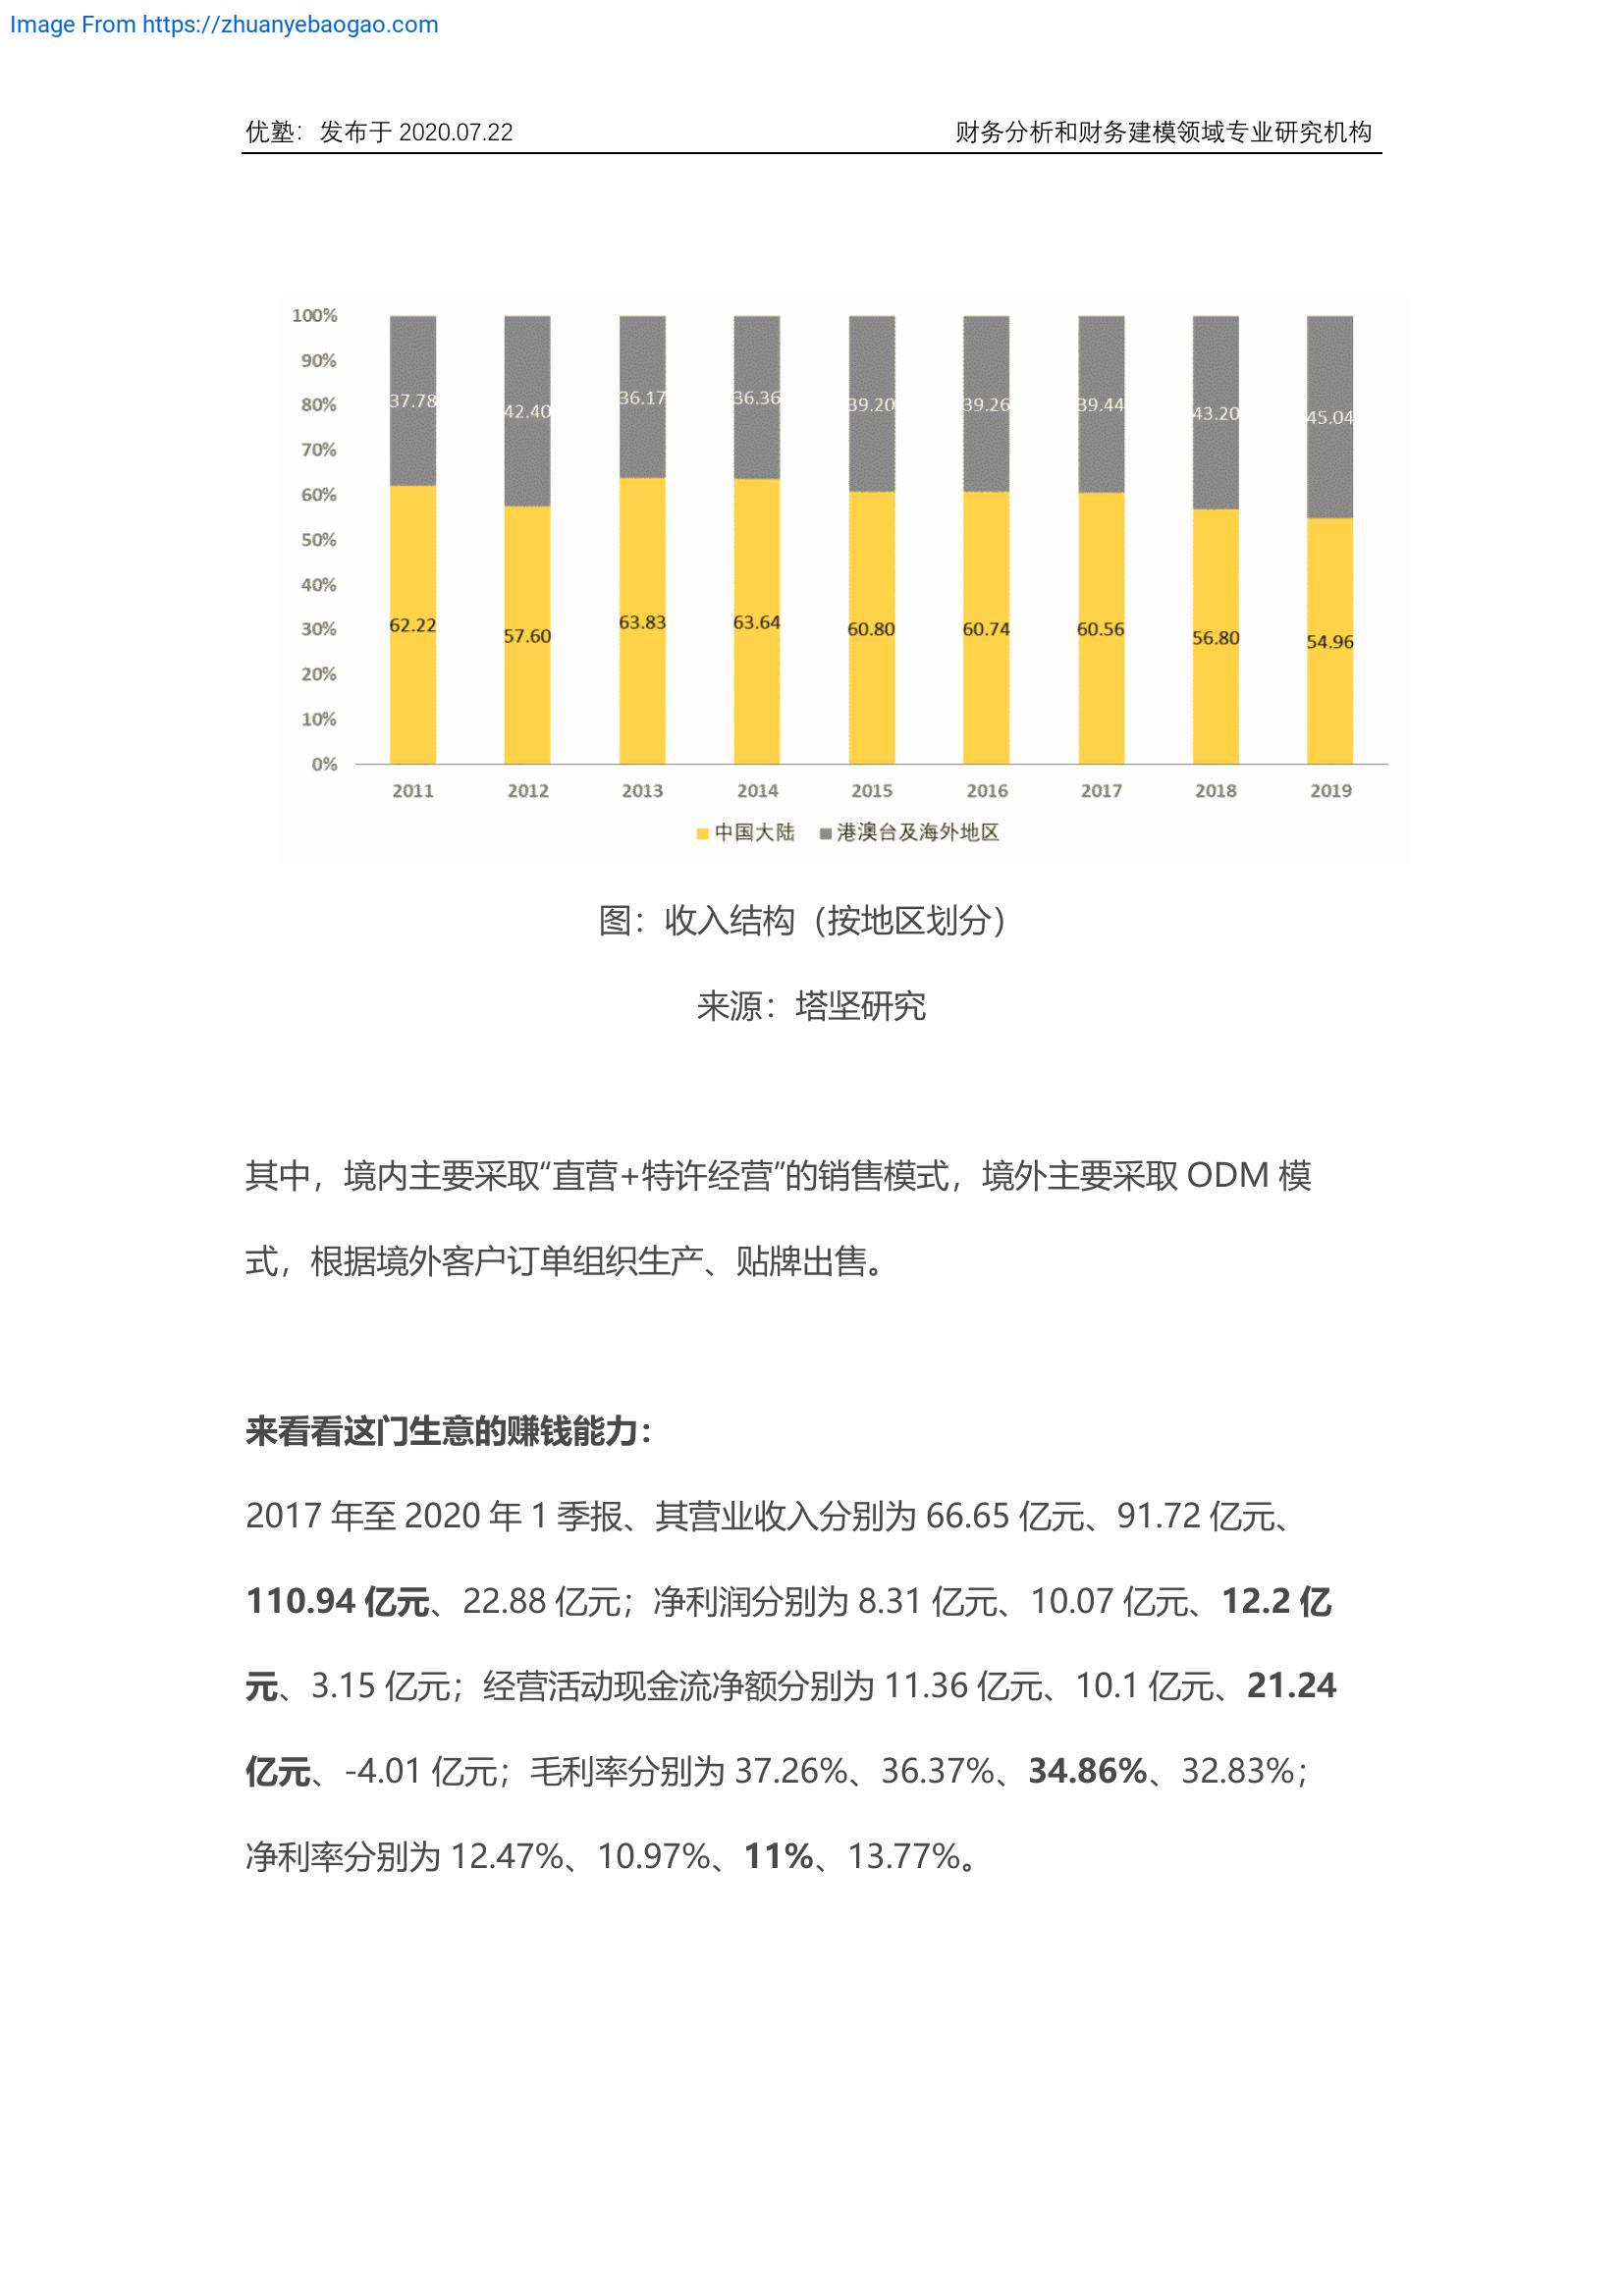 Image From https://zhuanyebaogao.com
优塾：发布于 2020.07.22 财务分析和财务建模领域专业研究机构
100%
90%
80%
70%
60%
50%
40%
30%
20%
10%
0%
37.78 42.40 36.17 36.36 39.20 39.26 39.44 43.20 45.04
62.22 57.60 63.83 63.64 60.80 60.74 60.56 56.80 54.96
2011 2012 2013 2014 2015 2016 2017 2018 2019
中国大陆 港澳台及海外地区
图：收入结构（按地区划分）
来源：塔坚研究
其中，境内主要采取“直营+特许经营”的销售模式，境外主要采取 ODM 模
式，根据境外客户订单组织生产、贴牌出售。
来看看这门生意的赚钱能力：
2017 年至 2020 年 1 季报、其营业收入分别为 66.65 亿元、91.72 亿元、
110.94 亿元、22.88 亿元；净利润分别为 8.31 亿元、10.07 亿元、12.2 亿
元、3.15 亿元；经营活动现金流净额分别为 11.36 亿元、10.1 亿元、21.24
亿元、-4.01 亿元；毛利率分别为 37.26%、36.37%、34.86%、32.83%；
净利率分别为 12.47%、10.97%、11%、13.77%。